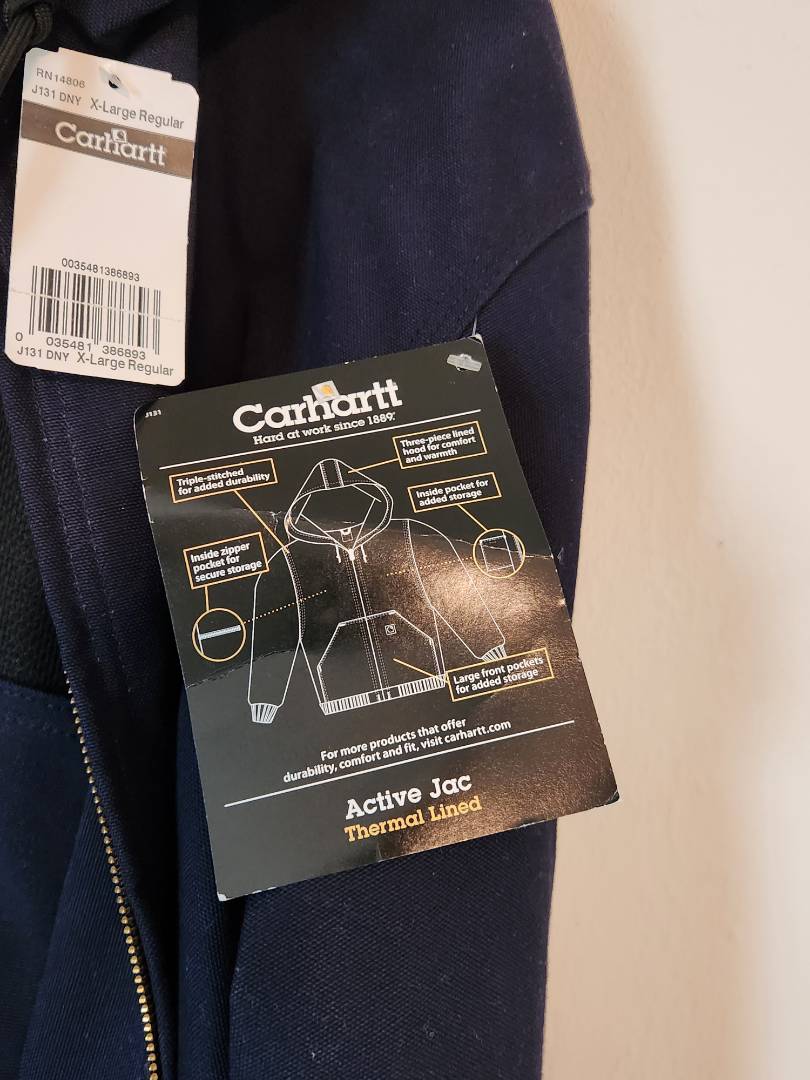 RN14806
J131 DNY X-Large Regular
Carhartt
0035481386893
0 035481 386893
J131 DNY X-Large Regular
J131
Carhartt
Hard at work since 1889.
Three-piece lined
hood for comfort
and warmth
Triple-stitched
for added durability
Inside pocket for
added storage
Inside zipper
pocket for
secure storage
Large front pockets
for added storage
For more products that offer
durability, comfort and fit, visit carhartt.com
Active Jac
Thermal Lined